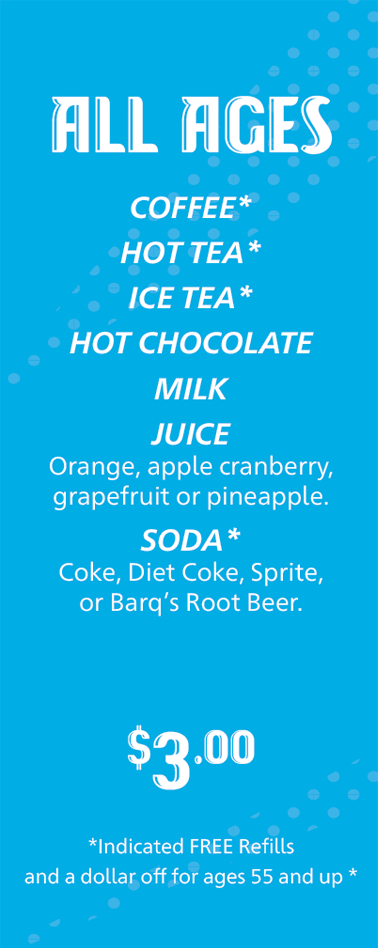 ALL AGES
COFFEE*
HOT TEA*
ICE TEA*
HOT CHOCOLATE
MILK
JUICE
Orange, apple cranberry,
grapefruit or pineapple.
SODA*
Coke, Diet Coke, Sprite,
or Barq's Root Beer.
$3.00
*Indicated FREE Refills
and a dollar off for ages 55 and up *